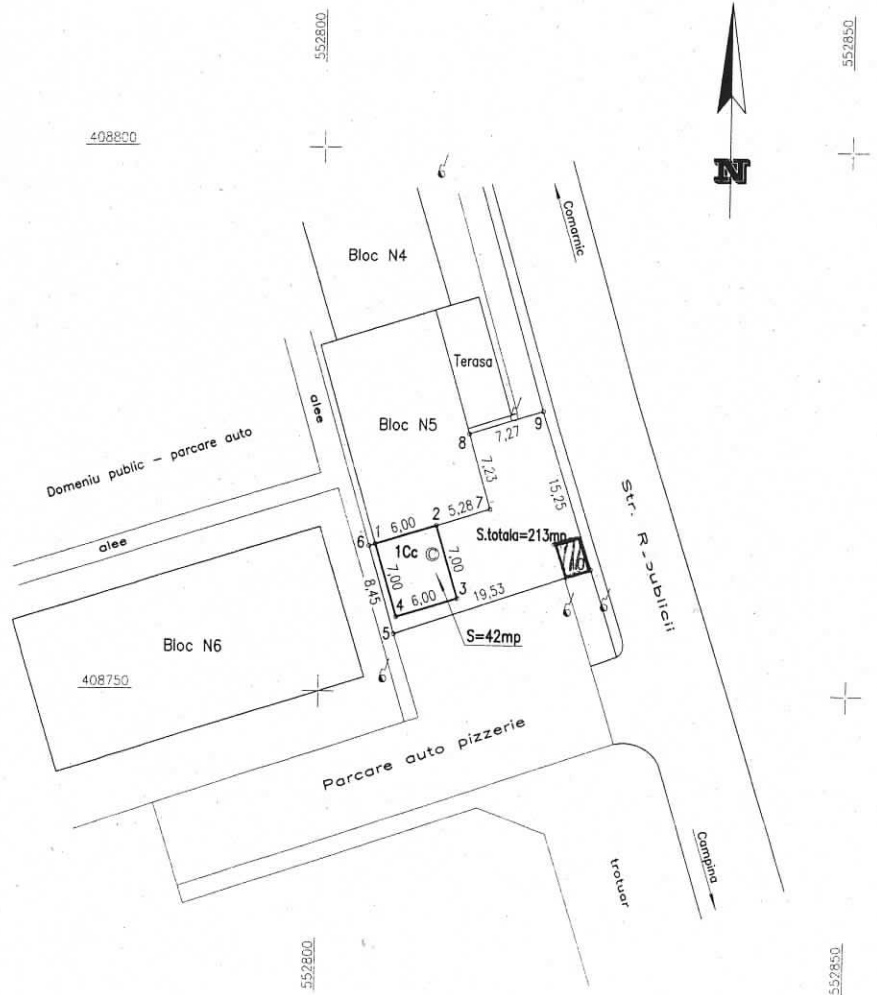 552800
552850
408800
N
Comarnic
Bloc N4
Terasa
alee
Bloc N5
Domeniu public - parcare auto
8
7,27
9
7,23
15,25
Str. R-publicii
alee
6
1
6,00
2
5,28
7
S.totala=213mp
1Cc
©
7,00
7,00
10
8,45
4
6,00
3
19,53
5
S=42mp
Bloc N6
408750
Parcare auto pizzerie
Campina
trotuar
552800
552850